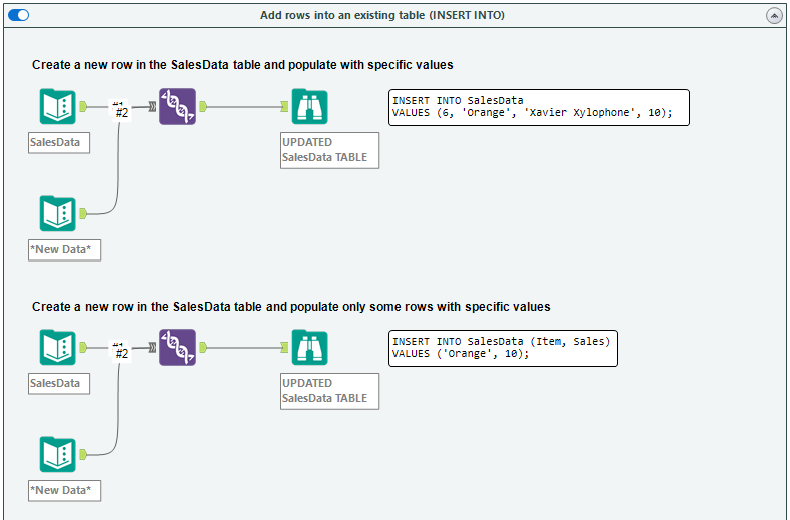 Add rows into an existing table (INSERT INTO)
Create a new row in the SalesData table and populate with specific values
#1
#2
SalesData
UPDATED
SalesData TABLE
INSERT INTO SalesData
VALUES (6, 'Orange', 'Xavier Xylophone', 10);
*New Data*
Create a new row in the SalesData table and populate only some rows with specific values
#1
#2
SalesData
UPDATED
SalesData TABLE
INSERT INTO SalesData (Item, Sales)
VALUES ('Orange', 10);
*New Data*